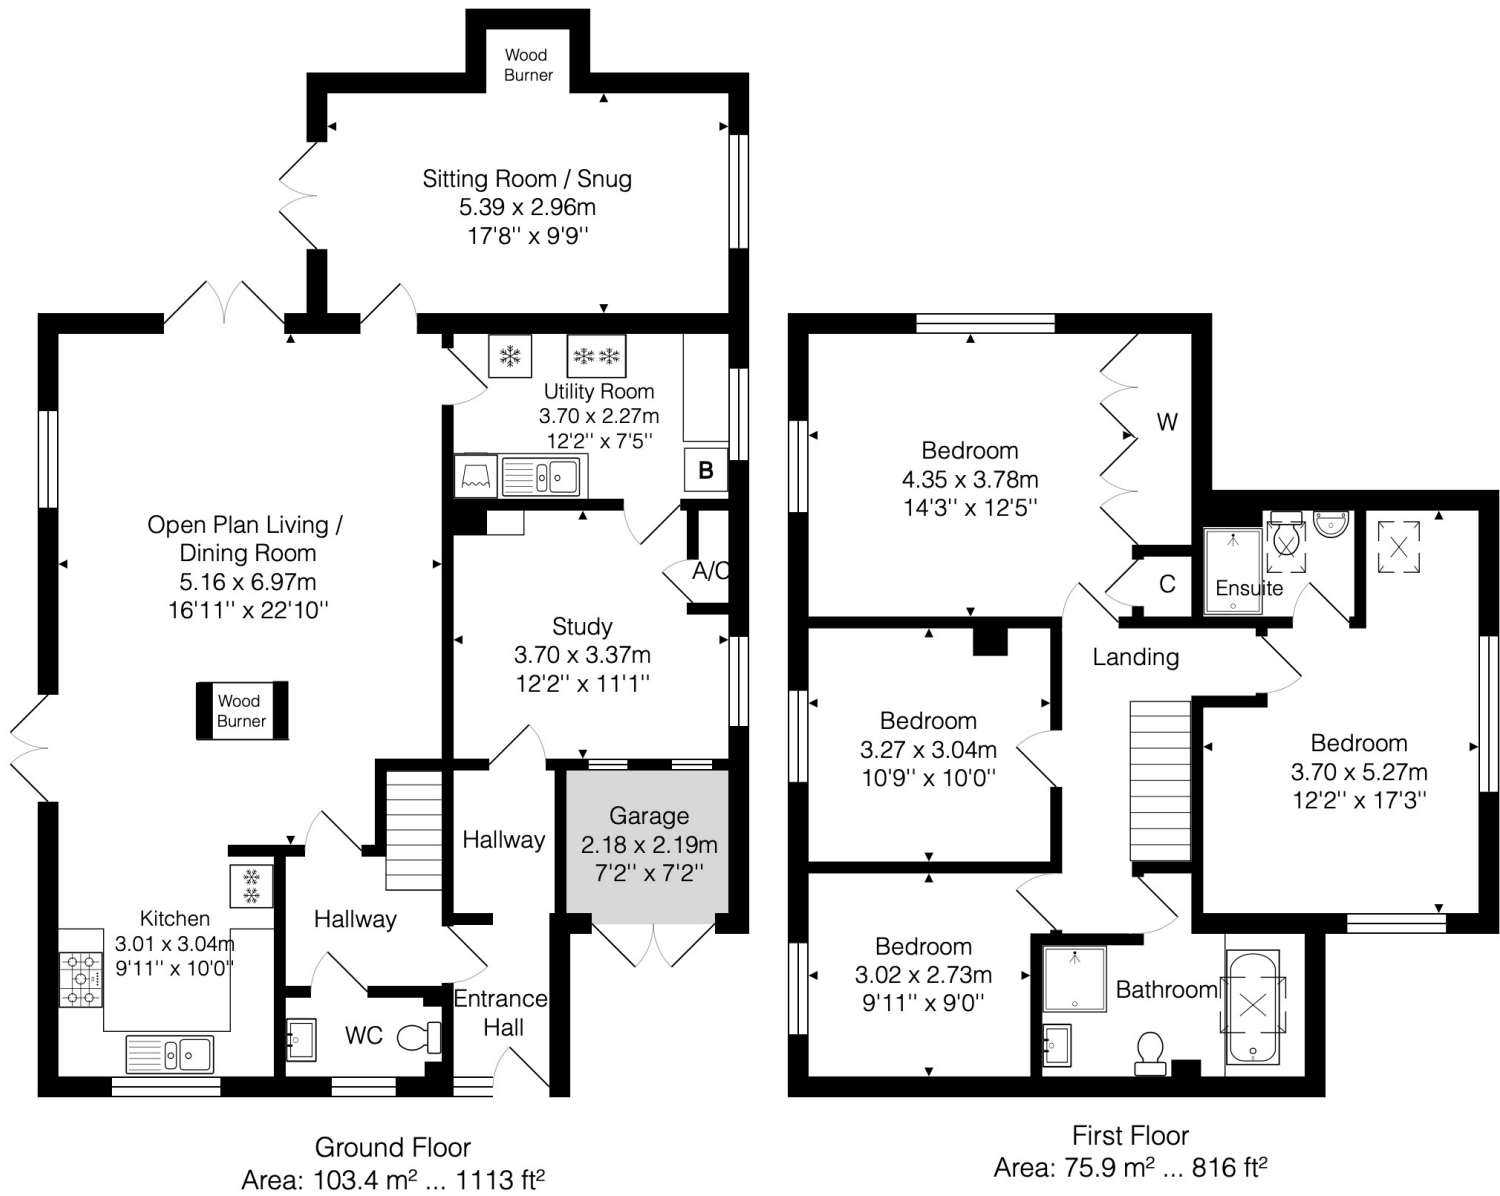 Wood
Burner
Sitting Room / Snug
5.39 x 2.96m
17'8'' x 9'9''
Utility Room
3.70 x 2.27m
12'2'' x 7'5''
B
Open Plan Living /
Dining Room
5.16 x 6.97m
16'11'' x 22'10''
A/C
Study
3.70 x 3.37m
12'2'' x 11'1''
Wood
Burner
Hallway
Garage
2.18 x 2.19m
7'2'' x 7'2''
Kitchen
3.01 x 3.04m
9'11'' x 10'0''
Hallway
Entrance
Hall
WC
Ground Floor
Area: 103.4 m² ... 1113 ft²
Bedroom
4.35 x 3.78m
14'3'' x 12'5''
W
C
Ensuite
Landing
Bedroom
3.27 x 3.04m
10'9'' x 10'0''
Bedroom
3.70 x 5.27m
12'2'' x 17'3''
Bedroom
3.02 x 2.73m
9'11'' x 9'0''
Bathroom
First Floor
Area: 75.9 m² ... 816 ft²